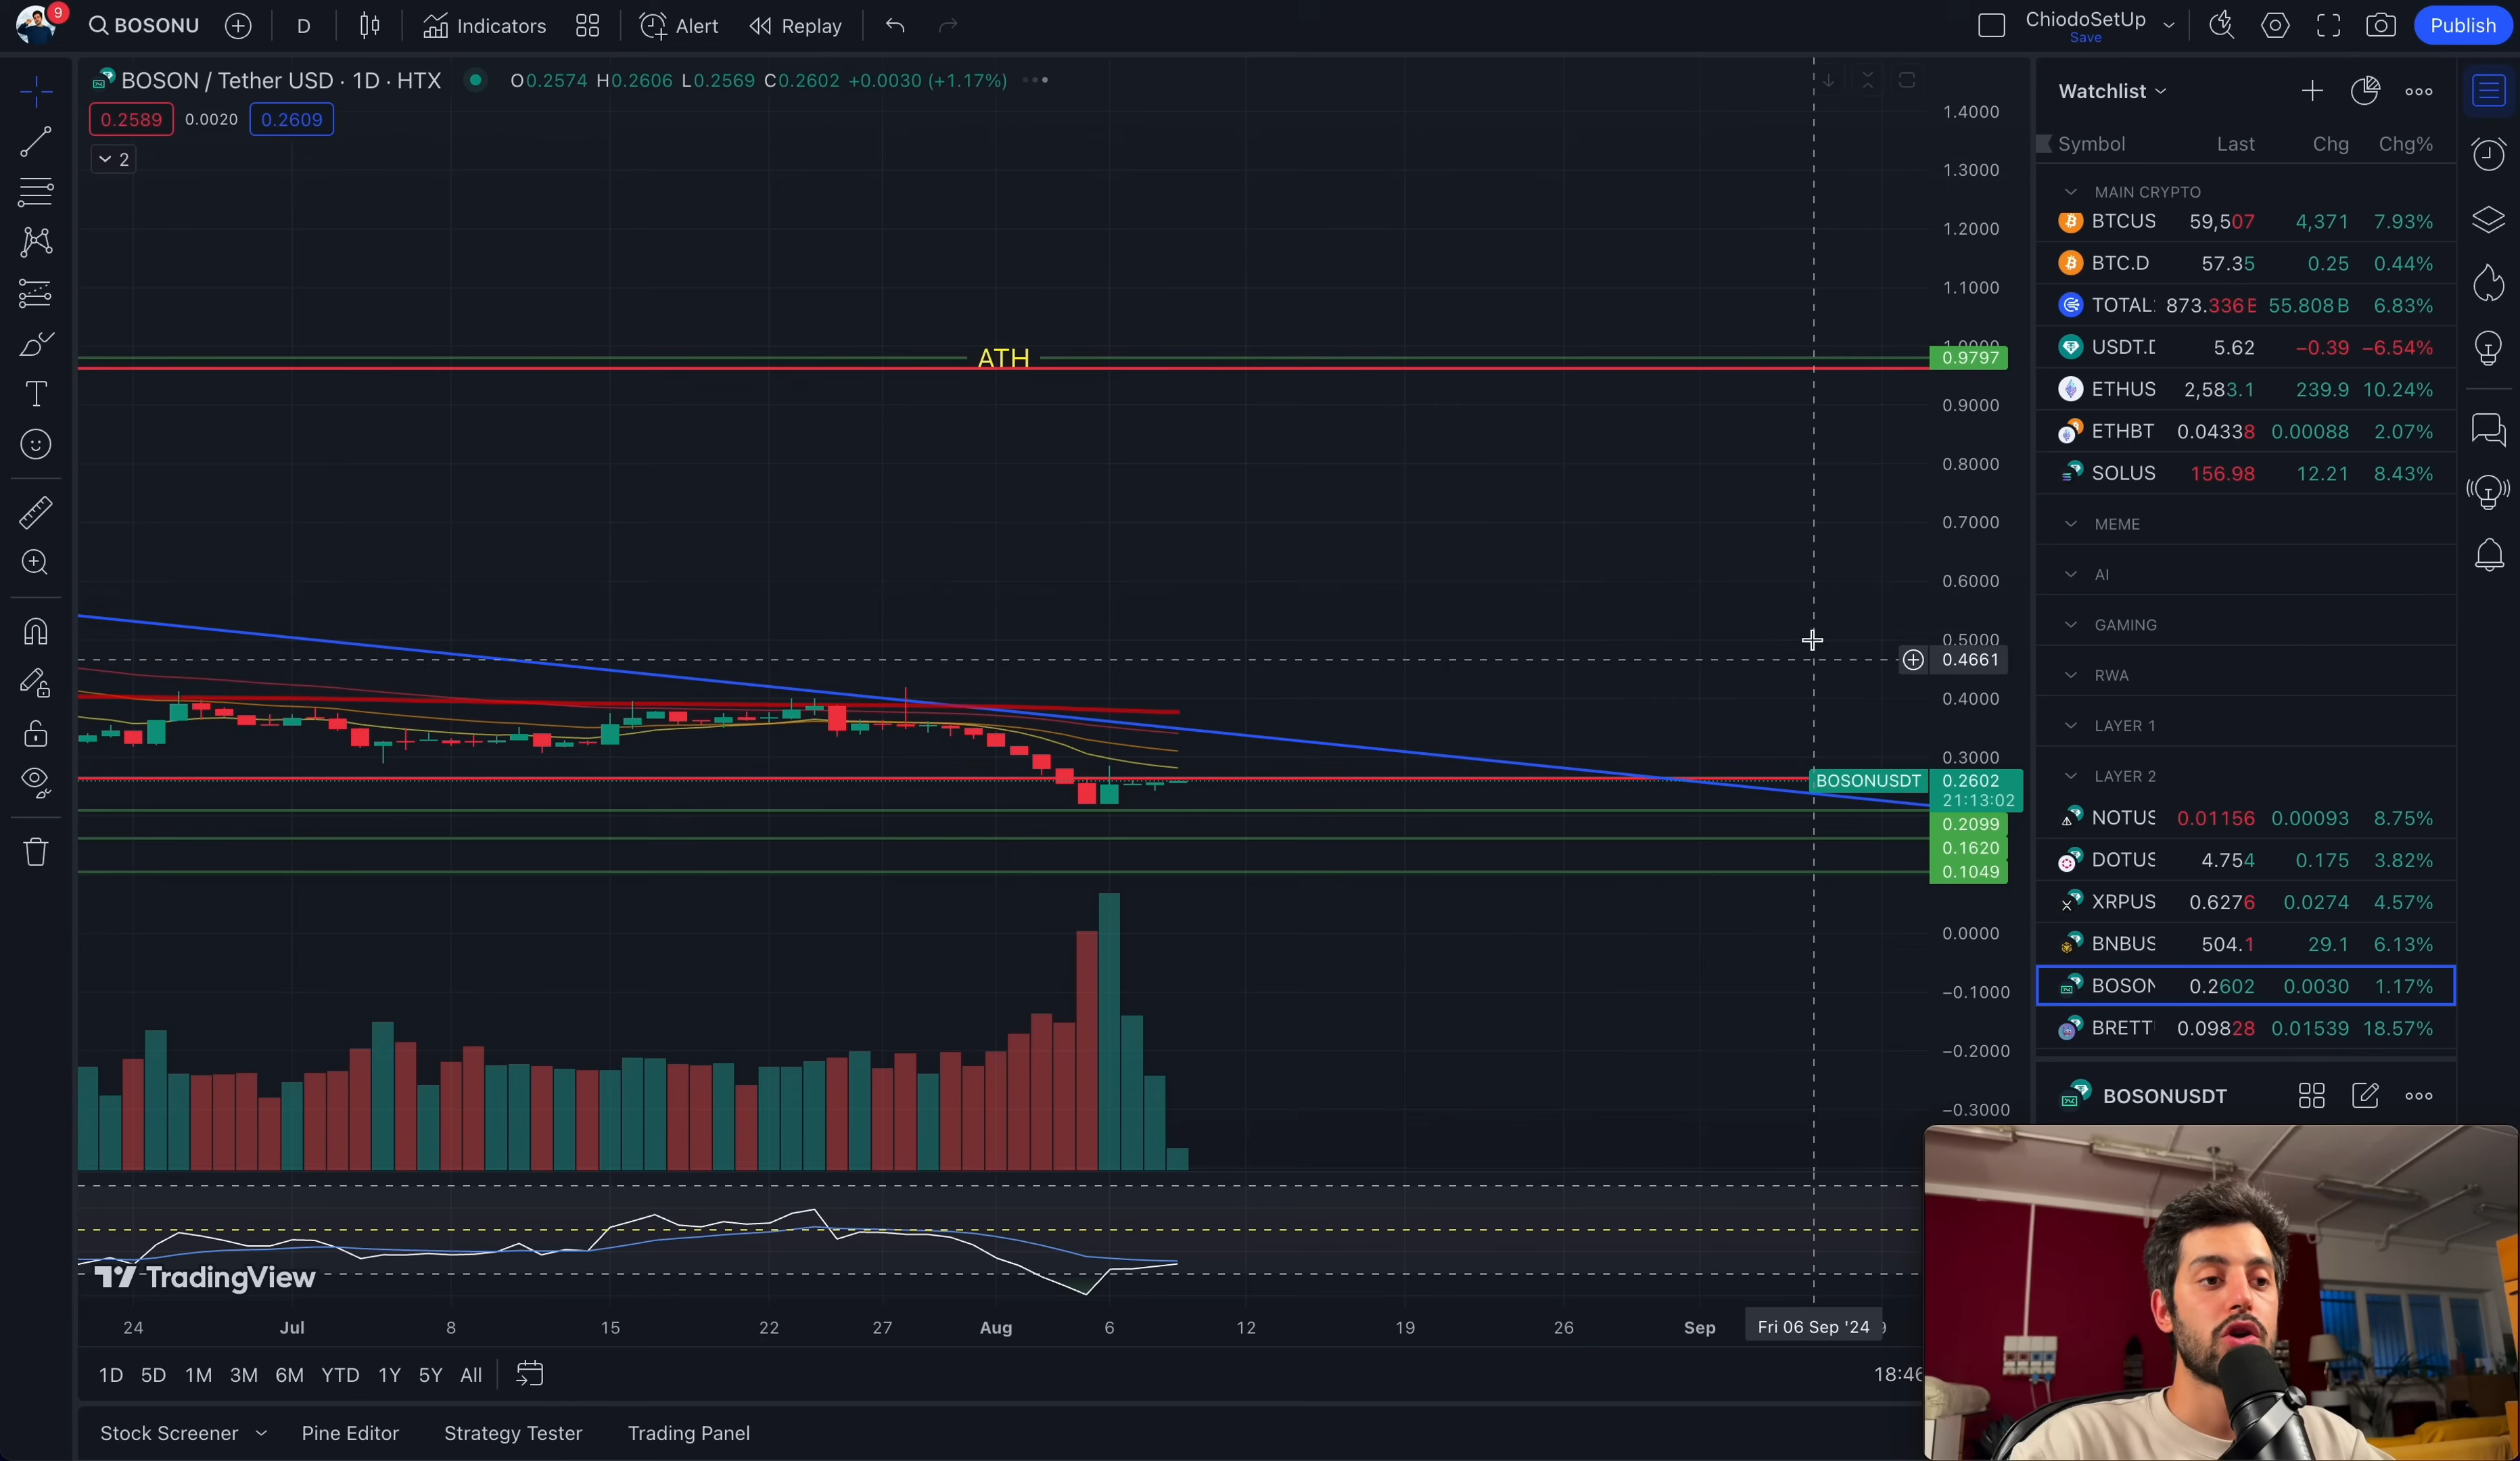 9
BOSONU
D
Indicators
Alert
Replay
ChiodoSetUp
Save
Publish
BOSON / Tether USD · 1D · HTX
O0.2574 H0.2606 L0.2569 C0.2602 +0.0030 (+1.17%)
0.2589 0.0020 0.2609
2
1.4000
1.3000
1.2000
1.1000
1.0000
ATH
0.9797
0.9000
0.8000
0.7000
0.6000
0.5000
0.4661
0.4000
0.3000
BOSONUSDT 0.2602
21:13:02
0.2099
0.1620
0.1049
0.0000
−0.1000
−0.2000
−0.3000
TradingView
24 Jul 8 15 22 27 Aug 6 12 19 26 Sep Fri 06 Sep '24
1D 5D 1M 3M 6M YTD 1Y 5Y All
18:46
Stock Screener Pine Editor Strategy Tester Trading Panel
Watchlist
Symbol Last Chg Chg%
MAIN CRYPTO
BTCUS 59,507 4,371 7.93%
BTC.D 57.35 0.25 0.44%
TOTAL 873.336 55.808 B 6.83%
USDT.D 5.62 −0.39 −6.54%
ETHUS 2,583.1 239.9 10.24%
ETHBT 0.04338 0.00088 2.07%
SOLUS 156.98 12.21 8.43%
MEME
AI
GAMING
RWA
LAYER 1
LAYER 2
NOTUS 0.01156 0.00093 8.75%
DOTUS 4.754 0.175 3.82%
XRPUS 0.6276 0.0274 4.57%
BNBUS 504.1 29.1 6.13%
BOSON 0.2602 0.0030 1.17%
BRETT 0.09828 0.01539 18.57%
BOSONUSDT